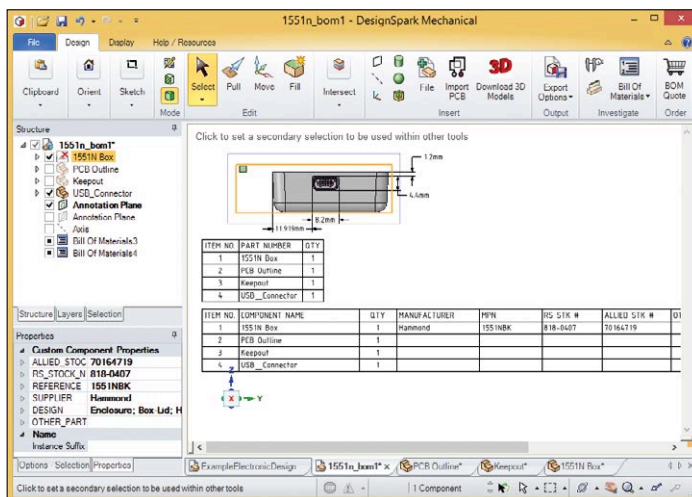 1551n_bom1 - DesignSpark Mechanical
File Design Display Help / Resources
Clipboard Orient Sketch Mode Select Pull Move Fill Edit Intersect File Import PCB Download 3D Models Insert Export Options Output Bill Of Materials Investigate BOM Quote Order
3D
Structure
1551n_bom1*
1551N Box
PCB Outline
Keepout
USB_Connector
Annotation Plane
Annotation Plane
Axis
Bill Of Materials3
Bill Of Materials4
Structure Layers Selection
Properties
Custom Component Properties
ALLIED_STOC 70164719
RS_STOCK_N 818-0407
REFERENCE 1551NBK
SUPPLIER Hammond
DESIGN Enclosure; Box-Lid; H
OTHER_PART
Name
Instance Suffix
Options Selection Properties
Click to set a secondary selection to be used within other tools
1.2mm
4.4mm
8.2mm
11.919mm
ITEM NO. PART NUMBER QTY
1 1551N Box 1
2 PCB Outline 1
3 Keepout 1
4 USB_Connector 1
ITEM NO. COMPONENT NAME QTY MANUFACTURER MPN RS STK # ALLIED STK # OT
1 1551N Box 1 Hammond 1551NBK 818-0407 70164719
2 PCB Outline 1
3 Keepout 1
4 USB_Connector 1
Z
X Y
ExampleElectronicDesign 1551n_bom1* x PCB Outline* Keepout* 1551N Box*
Click to set a secondary selection to be used within other tools 1 Component